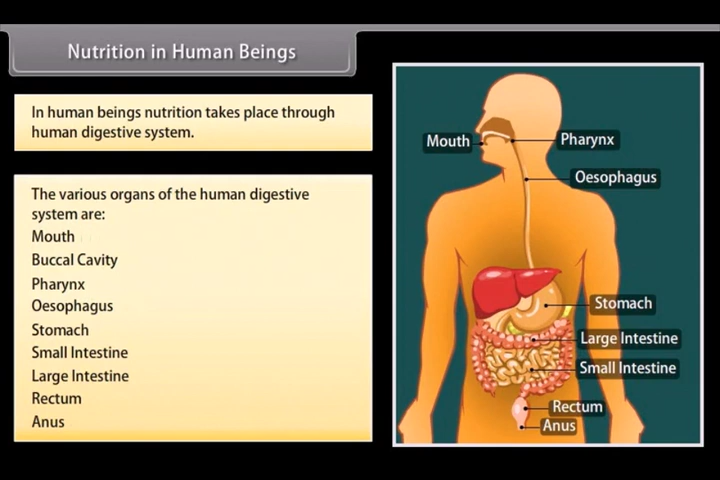 Nutrition in Human Beings
In human beings nutrition takes place through
human digestive system.
The various organs of the human digestive
system are:
Mouth
Buccal Cavity
Pharynx
Oesophagus
Stomach
Small Intestine
Large Intestine
Rectum
Anus
Mouth
Pharynx
Oesophagus
Stomach
Large Intestine
Small Intestine
Rectum
Anus